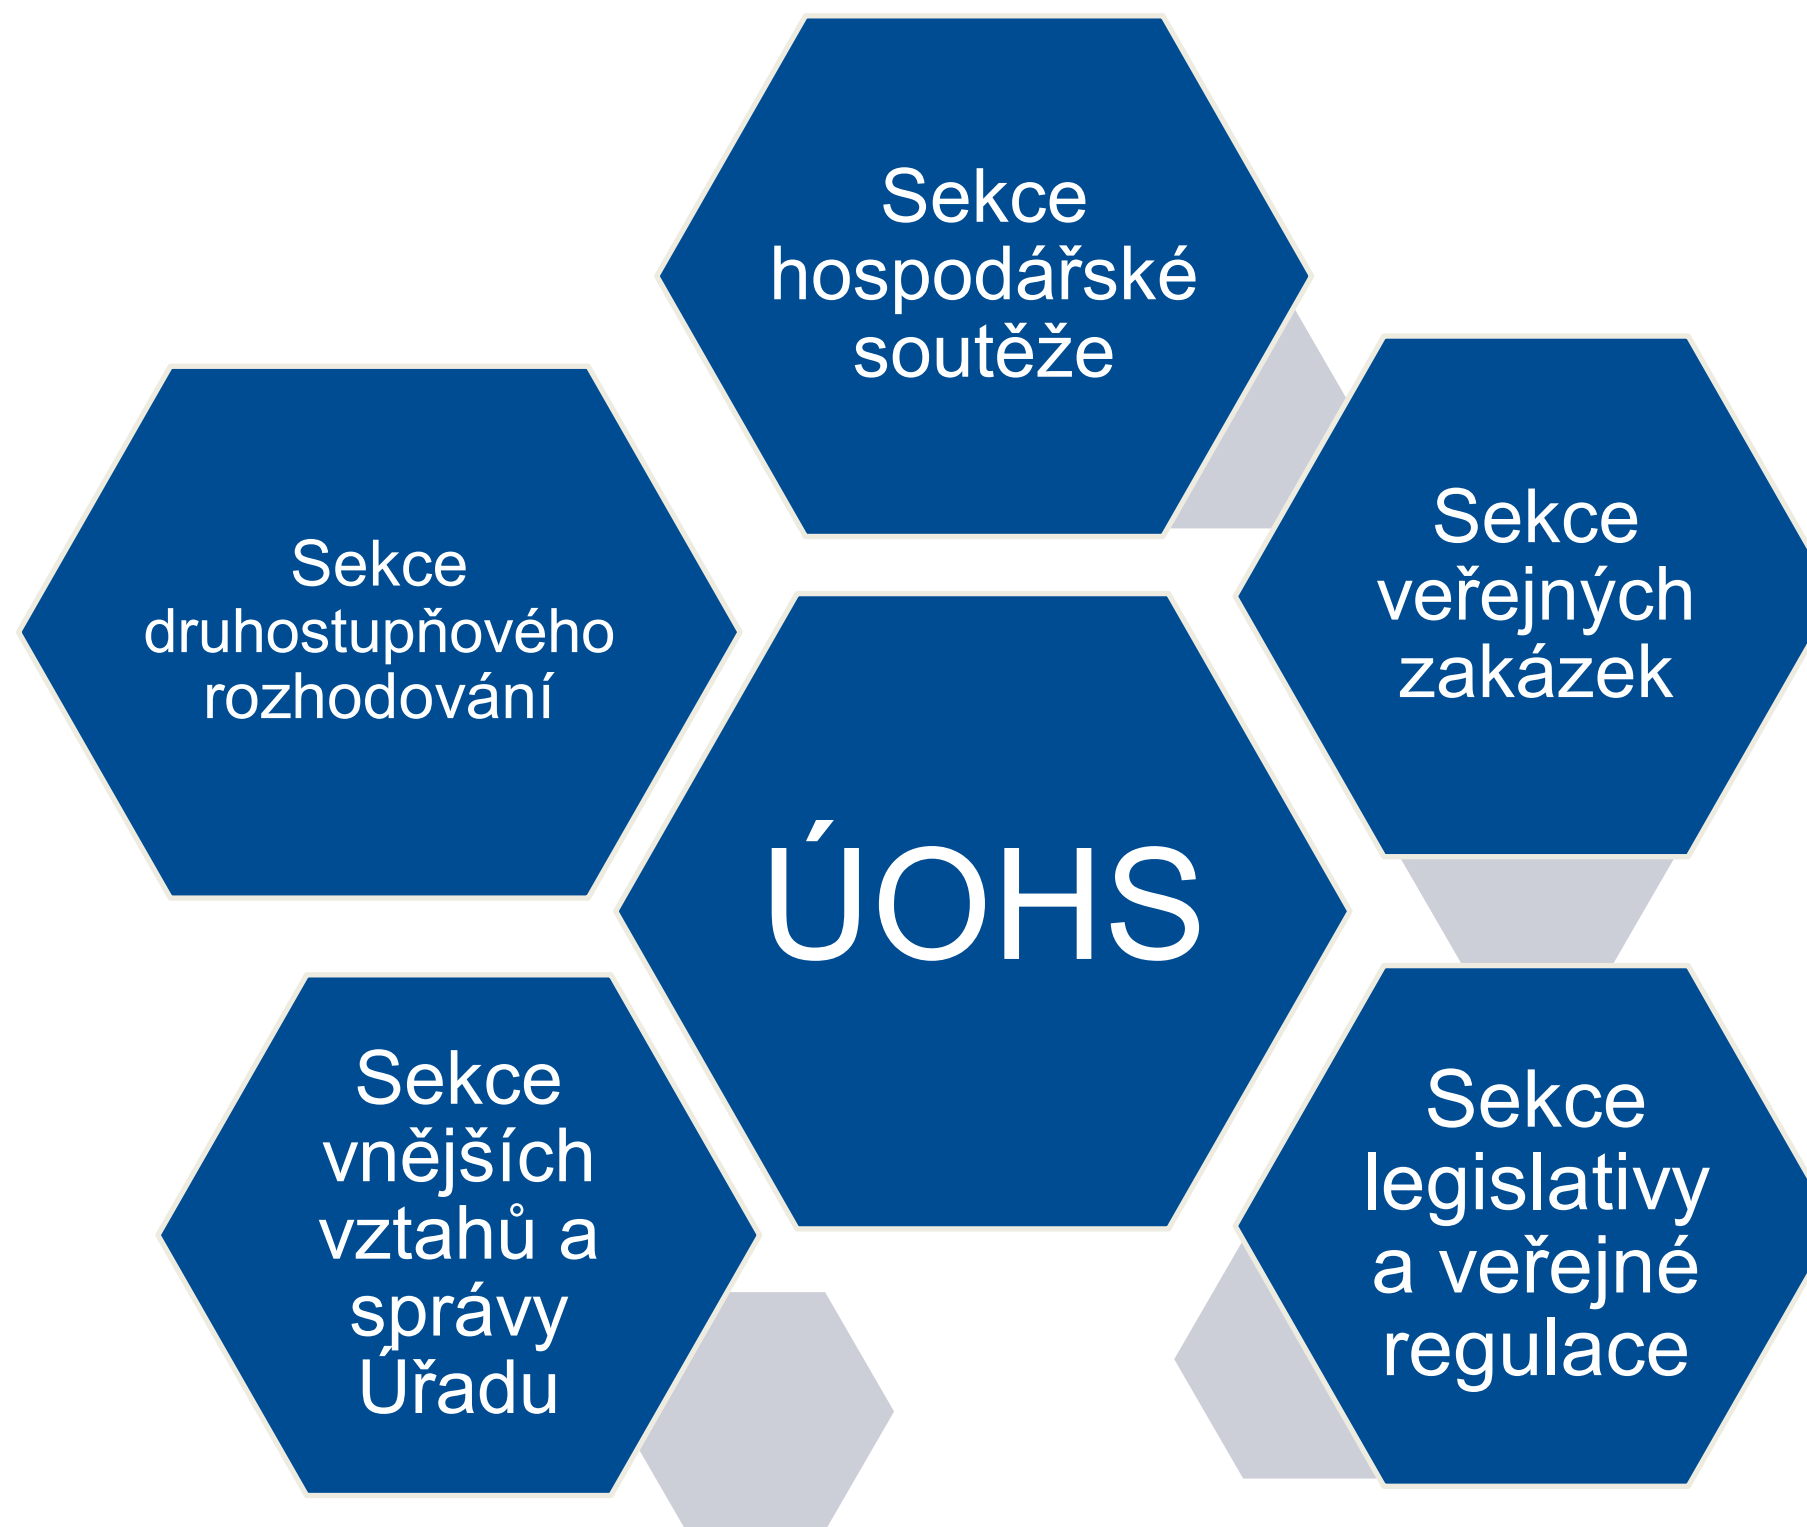 Sekce
hospodářské
soutěže
Sekce
veřejných
zakázek
Sekce
druhostupňového
rozhodování
ÚOHS
Sekce
vnějších
vztahů a
správy
Úřadu
Sekce
legislativy
a veřejné
regulace